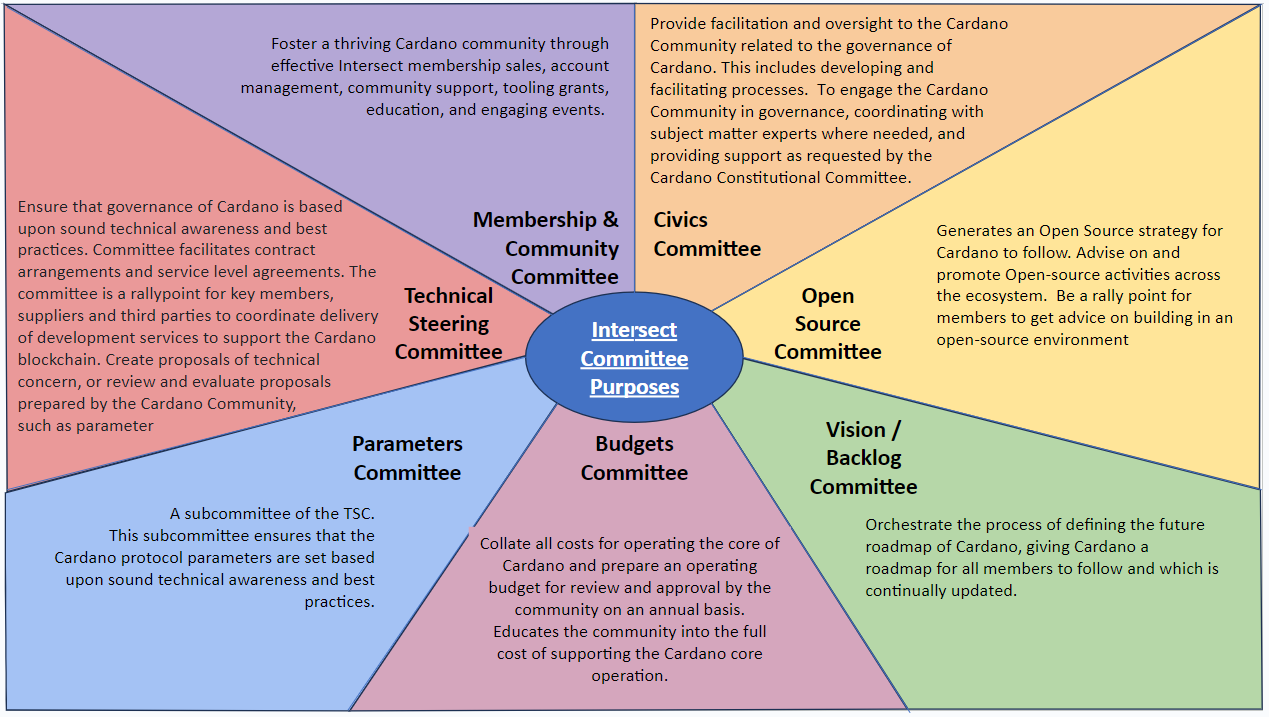 Intersect
Committee
Purposes
Membership &
Community
Committee
Foster a thriving Cardano community through
effective Intersect membership sales, account
management, community support, tooling grants,
education, and engaging events.
Civics
Committee
Provide facilitation and oversight to the Cardano
Community related to the governance of
Cardano. This includes developing and
facilitating processes.  To engage the Cardano
Community in governance, coordinating with
subject matter experts where needed, and
providing support as requested by the
Cardano Constitutional Committee.
Open
Source
Committee
Generates an Open Source strategy for
Cardano to follow. Advise on and
promote Open-source activities across
the ecosystem.  Be a rally point for
members to get advice on building in an
open-source environment
Vision /
Backlog
Committee
Orchestrate the process of defining the future
roadmap of Cardano, giving Cardano a
roadmap for all members to follow and which is
continually updated.
Budgets
Committee
Collate all costs for operating the core of
Cardano and prepare an operating
budget for review and approval by the
community on an annual basis.
Educates the community into the full
cost of supporting the Cardano core
operation.
Parameters
Committee
A subcommittee of the TSC.
This subcommittee ensures that the
Cardano protocol parameters are set based
upon sound technical awareness and best
practices.
Technical
Steering
Committee
Ensure that governance of Cardano is based
upon sound technical awareness and best
practices. Committee facilitates contract
arrangements and service level agreements. The
committee is a rallypoint for key members,
suppliers and third parties to coordinate delivery
of development services to support the Cardano
blockchain. Create proposals of technical
concern, or review and evaluate proposals
prepared by the Cardano Community,
such as parameter